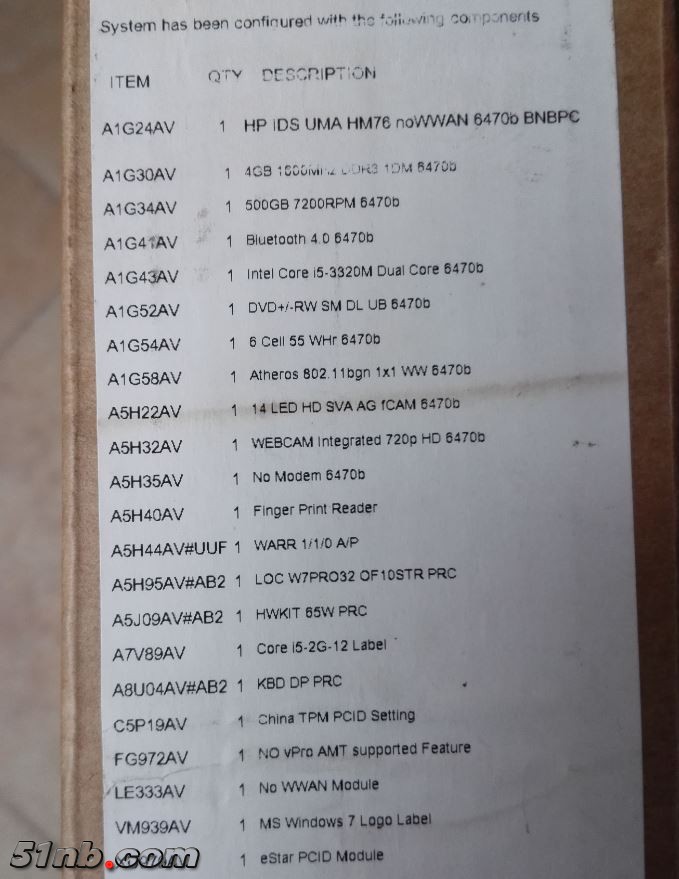 System has been configured with the following components
ITEM QTY DESCRIPTION
A1G24AV 1 HP IDS UMA HM76 noWWAN 6470b BNBPC
A1G30AV 1 4GB 1600MHz DDR3 1DM 6470b
A1G34AV 1 500GB 7200RPM 6470b
A1G41AV 1 Bluetooth 4.0 6470b
A1G43AV 1 Intel Core i5-3320M Dual Core 6470b
A1G52AV 1 DVD+/-RW SM DL UB 6470b
A1G54AV 1 6 Cell 55 WHr 6470b
A1G58AV 1 Atheros 802.11bgn 1x1 WW 6470b
A5H22AV 1 14 LED HD SVA AG fCAM 6470b
A5H32AV 1 WEBCAM Integrated 720p HD 6470b
A5H35AV 1 No Modem 6470b
A5H40AV 1 Finger Print Reader
A5H44AV#UUF 1 WARR 1/1/0 A/P
A5H95AV#AB2 1 LOC W7PRO32 OF10STR PRC
A5J09AV#AB2 1 HWKIT 65W PRC
A7V89AV 1 Core i5-2G-12 Label
A8U04AV#AB2 1 KBD DP PRC
C5P19AV 1 China TPM PCID Setting
FG972AV 1 NO vPro AMT supported Feature
LE333AV 1 No WWAN Module
VM939AV 1 MS Windows 7 Logo Label
1 eStar PCID Module
51nb.com